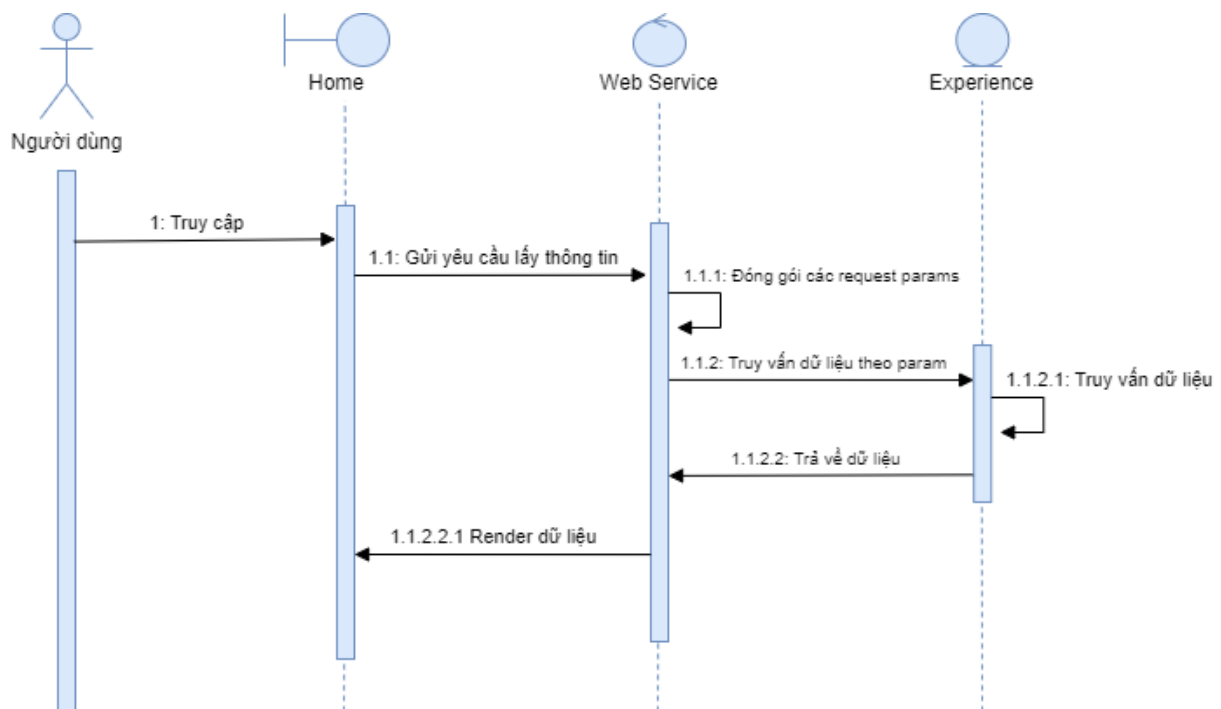 Home
Web Service
Experience
Người dùng
1: Truy cập
1.1: Gửi yêu cầu lấy thông tin
1.1.1: Đóng gói các request params
1.1.2: Truy vấn dữ liệu theo param
1.1.2.1: Truy vấn dữ liệu
1.1.2.2: Trả về dữ liệu
1.1.2.2.1 Render dữ liệu